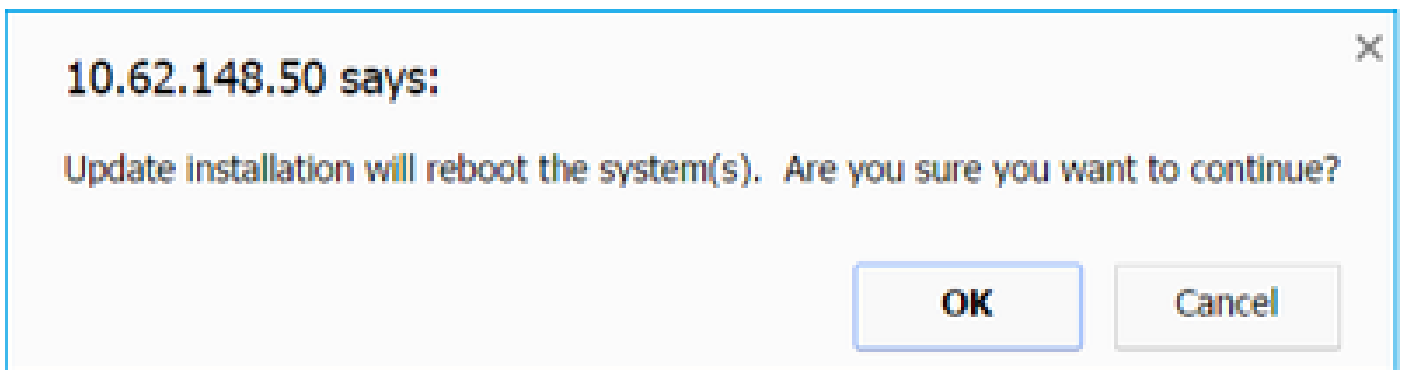 10.62.148.50 says:
Update installation will reboot the system(s).  Are you sure you want to continue?
OK
Cancel